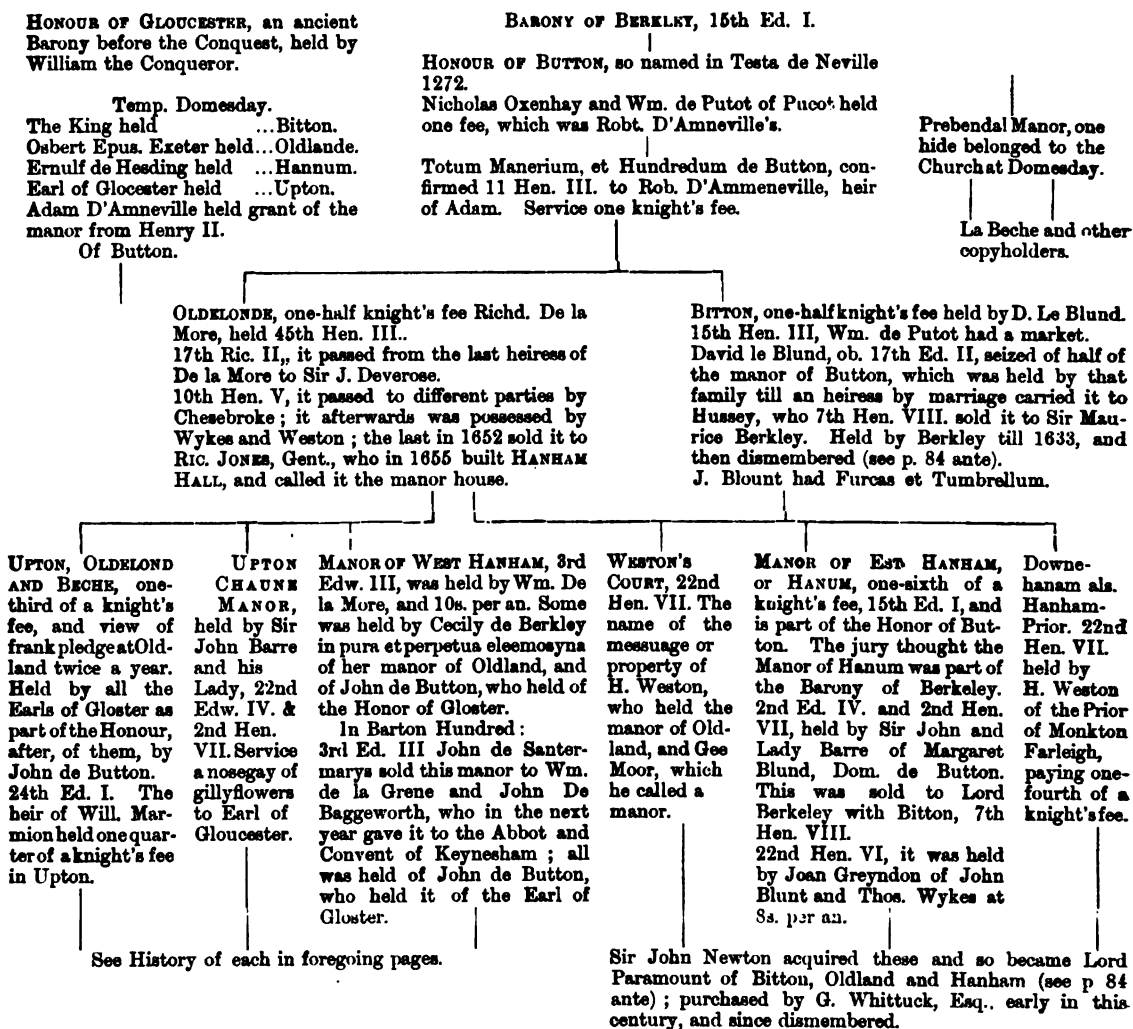 HONOUR OF GLOUCESTER, an ancient
Barony before the Conquest, held by
William the Conqueror.
Temp. Domesday.
The King held ...Bitton.
Osbert Epus. Exeter held...Oldlande.
Ernulf de Hesding held ...Hannum.
Earl of Glocester held ...Upton.
Adam D'Amneville held grant of the
manor from Henry II.
Of Button.
BARONY OF BERKLEY, 15th Ed. I.
HONOUR OF BUTTON, so named in Testa de Neville
1272.
Nicholas Oxenhay and Wm. de Putot of Pucot held
one fee, which was Robt. D'Amneville's.
Totum Manerium, et Hundredum de Button, con-
firmed 11 Hen. III. to Rob. D'Ammeneville, heir
of Adam. Service one knight's fee.
Prebendal Manor, one
hide belonged to the
Church at Domesday.
La Beche and other
copyholders.
OLDELONDE, one-half knight's fee Richd. De la
More, held 45th Hen. III..
17th Ric. II,, it passed from the last heiress of
De la More to Sir J. Deverose.
10th Hen. V, it passed to different parties by
Chesebroke ; it afterwards was possessed by
Wykes and Weston ; the last in 1652 sold it to
RIC. JONES, Gent., who in 1655 built HANHAM
HALL, and called it the manor house.
BITTON, one-half knight's fee held by D. Le Blund.
15th Hen. III, Wm. de Putot had a market.
David le Blund, ob. 17th Ed. II, seized of half of
the manor of Button, which was held by that
family till an heiress by marriage carried it to
Hussey, who 7th Hen. VIII. sold it to Sir Mau-
rice Berkley. Held by Berkley till 1633, and
then dismembered (see p. 84 ante).
J. Blount had Furcas et Tumbrellum.
UPTON, OLDELOND
AND BECHE, one-
third of a knight's
fee, and view of
frankpledge at Old-
land twice a year.
Held by all the
Earls of Gloster as
part of the Honour,
after, of them, by
John de Button.
24th Ed. I. The
heir of Will. Mar-
mion held one quar-
ter of a knight's fee
in Upton.
UPTON
CHAUNE
MANOR,
held by Sir
John Barre
and his
Lady, 22nd
Edw. IV. &
2nd Hen.
VII. Service
a nosegay of
gillyflowers
to Earl of
Gloucester.
MANOR OF WEST HANHAM, 3rd
Edw. III, was held by Wm. De
la More, and 10s. per an. Some
was held by Cecily de Berkley
in pura et perpetua eleemosyna
of her manor of Oldland, and
of John de Button, who held of
the Honor of Gloster.
In Barton Hundred :
3rd Ed. III John de Santer-
marys sold this manor to Wm.
de la Grene and John De
Baggeworth, who in the next
year gave it to the Abbot and
Convent of Keynesham ; all
was held of John de Button,
who held it of the Earl of
Gloster.
WESTON'S
COURT, 22nd
Hen. VII. The
name of the
messuage or
property of
H. Weston,
who held the
manor of Old-
land, and Gee
Moor, which
he called a
manor.
MANOR OF EST HANHAM,
or HANUM, one-sixth of a
knight's fee, 15th Ed. I, and
is part of the Honor of But-
ton. The jury thought the
Manor of Hanum was part of
the Barony of Berkeley.
2nd Ed. IV. and 2nd Hen.
VII, held by Sir John and
Lady Barre of Margaret
Blund, Dom. de Button.
This was sold to Lord
Berkeley with Bitton, 7th
Hen. VIII.
22nd Hen. VI, it was held
by Joan Greyndon of John
Blunt and Thos. Wykes at
8s. per an.
Downe-
hanam als.
Hanham-
Prior. 22nd
Hen. VII.
held by
H. Weston
of the Prior
of Monkton
Farleigh,
paying one-
fourth of a
knight's fee.
See History of each in foregoing pages.
Sir John Newton acquired these and so became Lord
Paramount of Bitton, Oldland and Hanham (see p 84
ante) ; purchased by G. Whittuck, Esq., early in this
century, and since dismembered.